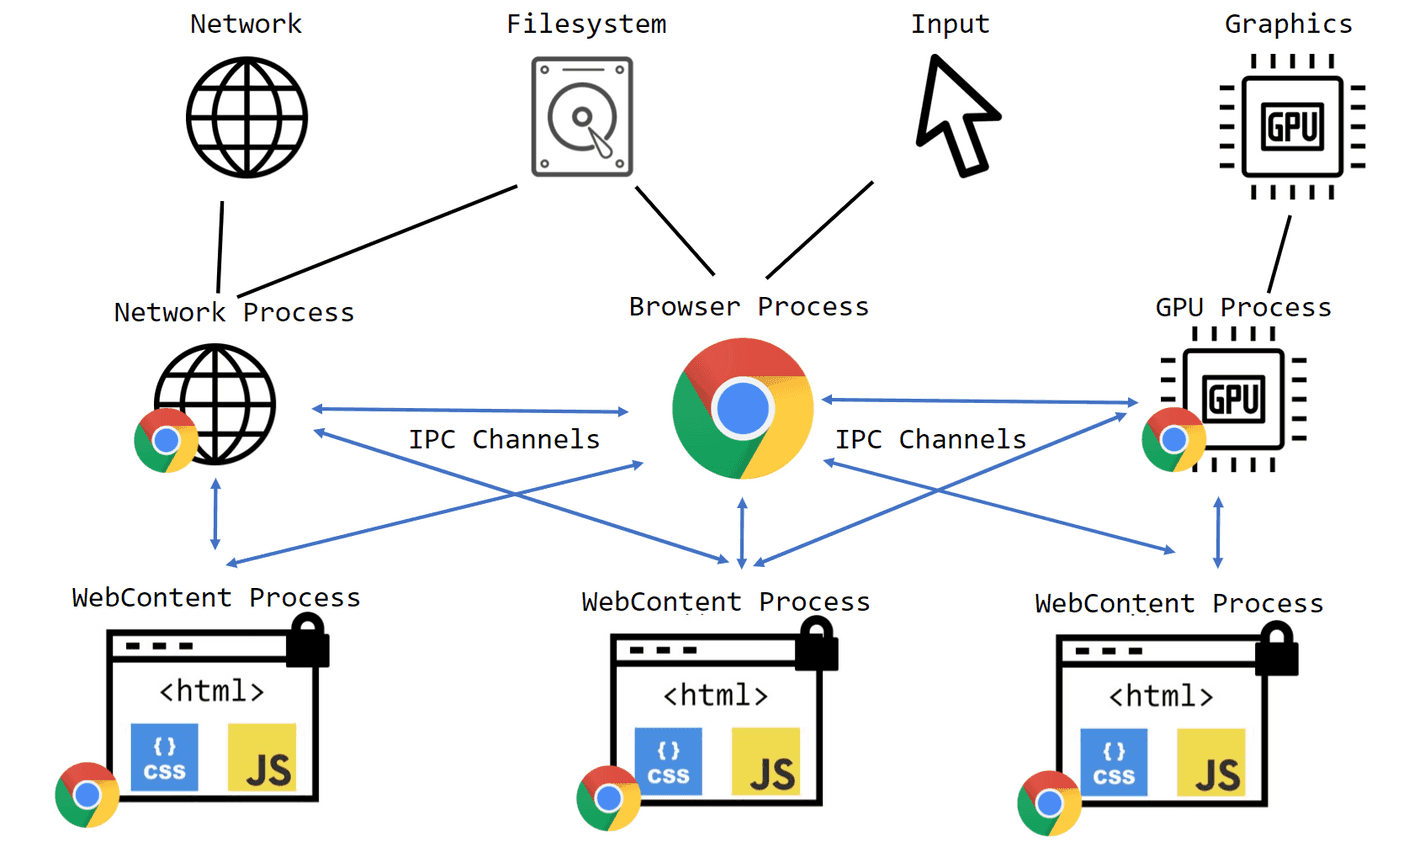 Network
Filesystem
Input
Graphics
GPU
Network Process
Browser Process
GPU Process
GPU
IPC Channels
IPC Channels
WebContent Process
WebContent Process
WebContent Process
<html>
{ }
css
JS
<html>
{ }
css
JS
<html>
{ }
css
JS